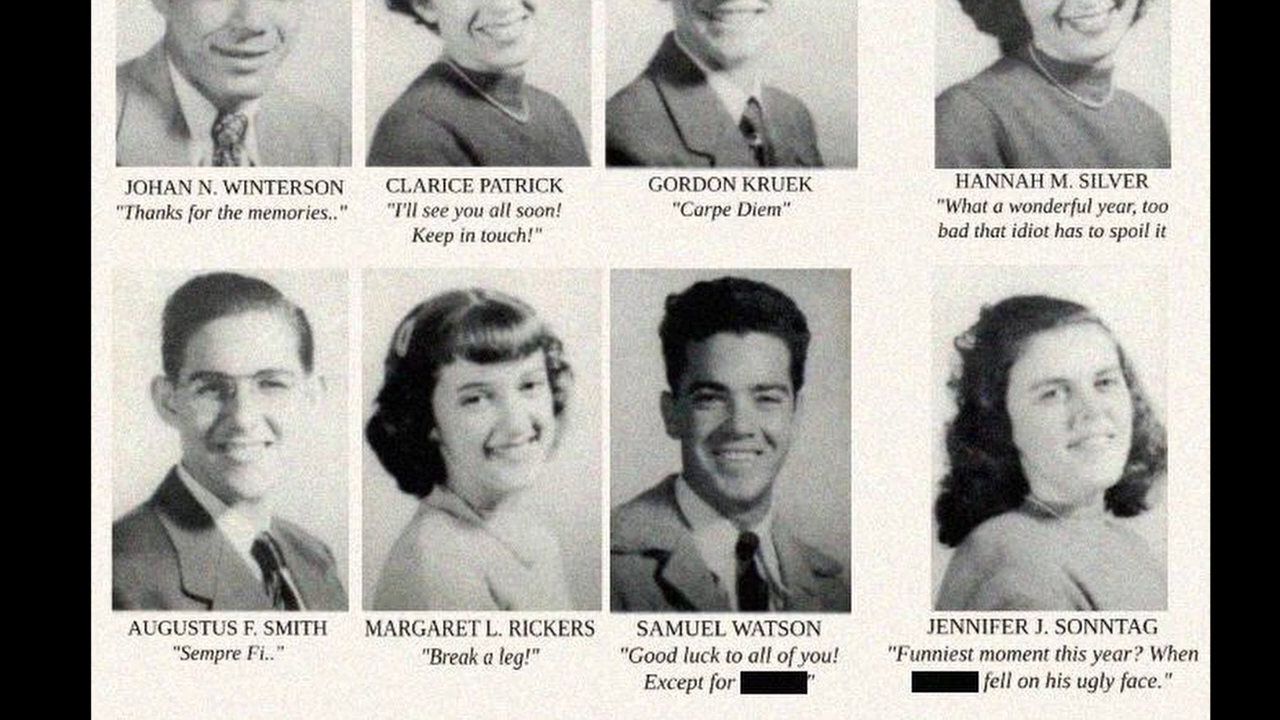 JOHAN N. WINTERSON
"Thanks for the memories.."
CLARICE PATRICK
"I'll see you all soon!
Keep in touch!"
GORDON KRUEK
"Carpe Diem"
HANNAH M. SILVER
"What a wonderful year, too
bad that idiot has to spoil it
AUGUSTUS F. SMITH
"Sempre Fi.."
MARGARET L. RICKERS
"Break a leg!"
SAMUEL WATSON
"Good luck to all of you!
Except for "
JENNIFER J. SONNTAG
"Funniest moment this year? When
fell on his ugly face."